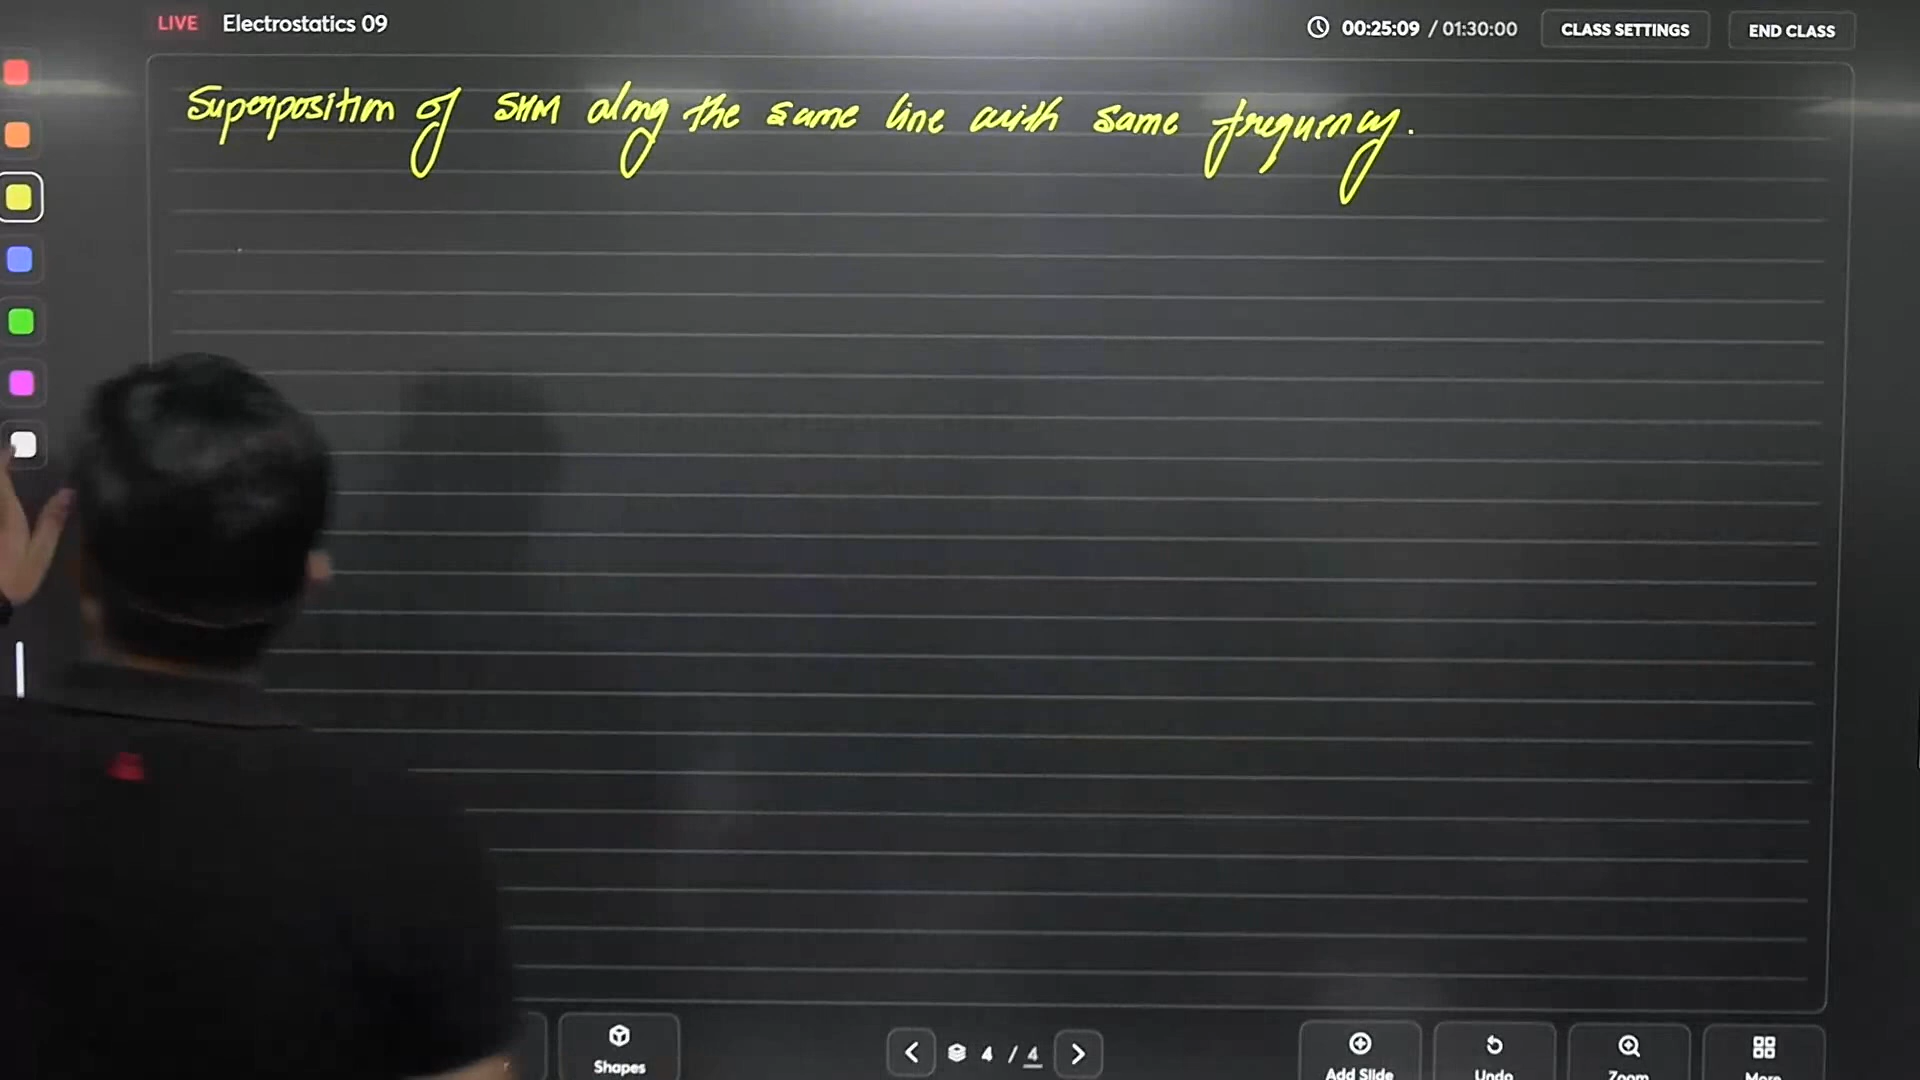 LIVE Electrostatics 09 00:25:09 / 01:30:00 CLASS SETTINGS END CLASS
Superposition of SHM along the same line with same frequency.
Shapes 4 / 4 Add Slide Undo Zoom More